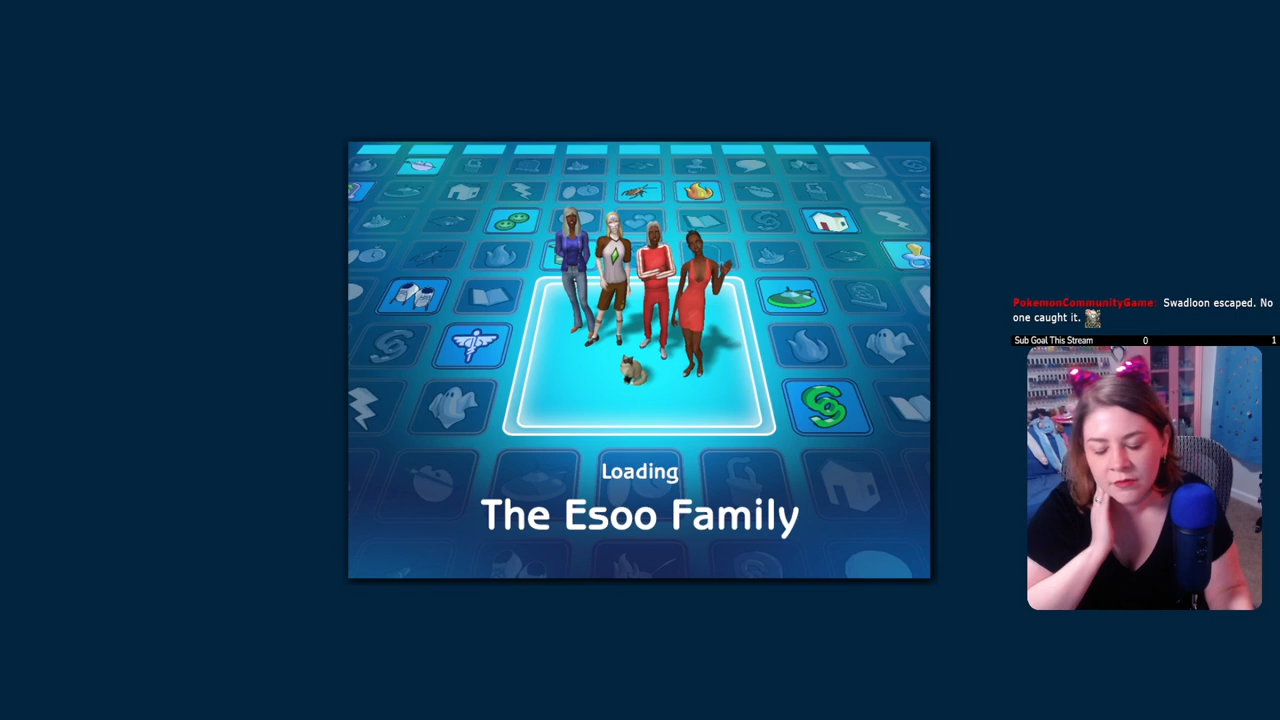 Loading
The Esoo Family
PokemonCommunityGame: Swadloon escaped. No
one caught it.
Sub Goal This Stream 0 1